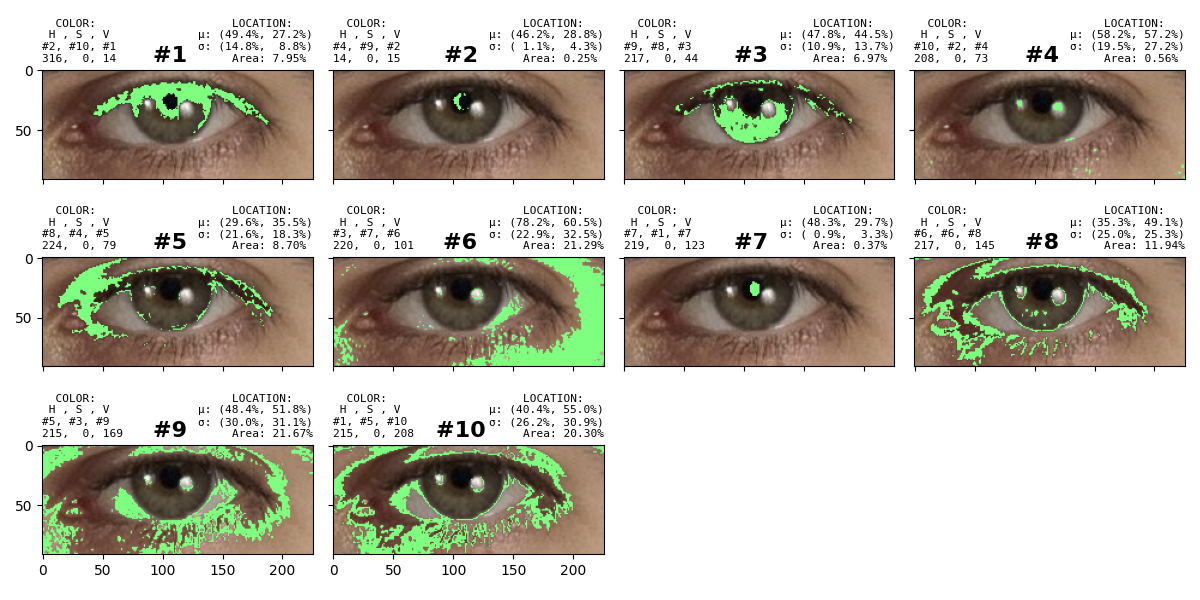 COLOR: LOCATION:
H , S , V μ: (49.4%, 27.2%)
#2, #10, #1 σ: (14.8%, 8.8%)
316, 0, 14 #1 Area: 7.95%
COLOR: LOCATION:
H , S , V μ: (46.2%, 28.8%)
#4, #9, #2 σ: ( 1.1%, 4.3%)
14, 0, 15 #2 Area: 0.25%
COLOR: LOCATION:
H , S , V μ: (47.8%, 44.5%)
#9, #8, #3 σ: (10.9%, 13.7%)
217, 0, 44 #3 Area: 6.97%
COLOR: LOCATION:
H , S , V μ: (58.2%, 57.2%)
#10, #2, #4 σ: (19.5%, 27.2%)
208, 0, 73 #4 Area: 0.56%
0
50
COLOR: LOCATION:
H , S , V μ: (29.6%, 35.5%)
#8, #4, #5 σ: (21.6%, 18.3%)
224, 0, 79 #5 Area: 8.70%
COLOR: LOCATION:
H , S , V μ: (78.2%, 60.5%)
#3, #7, #6 σ: (22.9%, 32.5%)
220, 0, 101 #6 Area: 21.29%
COLOR: LOCATION:
H , S , V μ: (48.3%, 29.7%)
#7, #1, #7 σ: ( 0.9%, 3.3%)
219, 0, 123 #7 Area: 0.37%
COLOR: LOCATION:
H , S , V μ: (35.3%, 49.1%)
#6, #6, #8 σ: (25.0%, 25.3%)
217, 0, 145 #8 Area: 11.94%
0
50
COLOR: LOCATION:
H , S , V μ: (48.4%, 51.8%)
#5, #3, #9 σ: (30.0%, 31.1%)
215, 0, 169 #9 Area: 21.67%
COLOR: LOCATION:
H , S , V μ: (40.4%, 55.0%)
#1, #5, #10 σ: (26.2%, 30.9%)
215, 0, 208 #10 Area: 20.30%
0
50
0 50 100 150 200
0 50 100 150 200